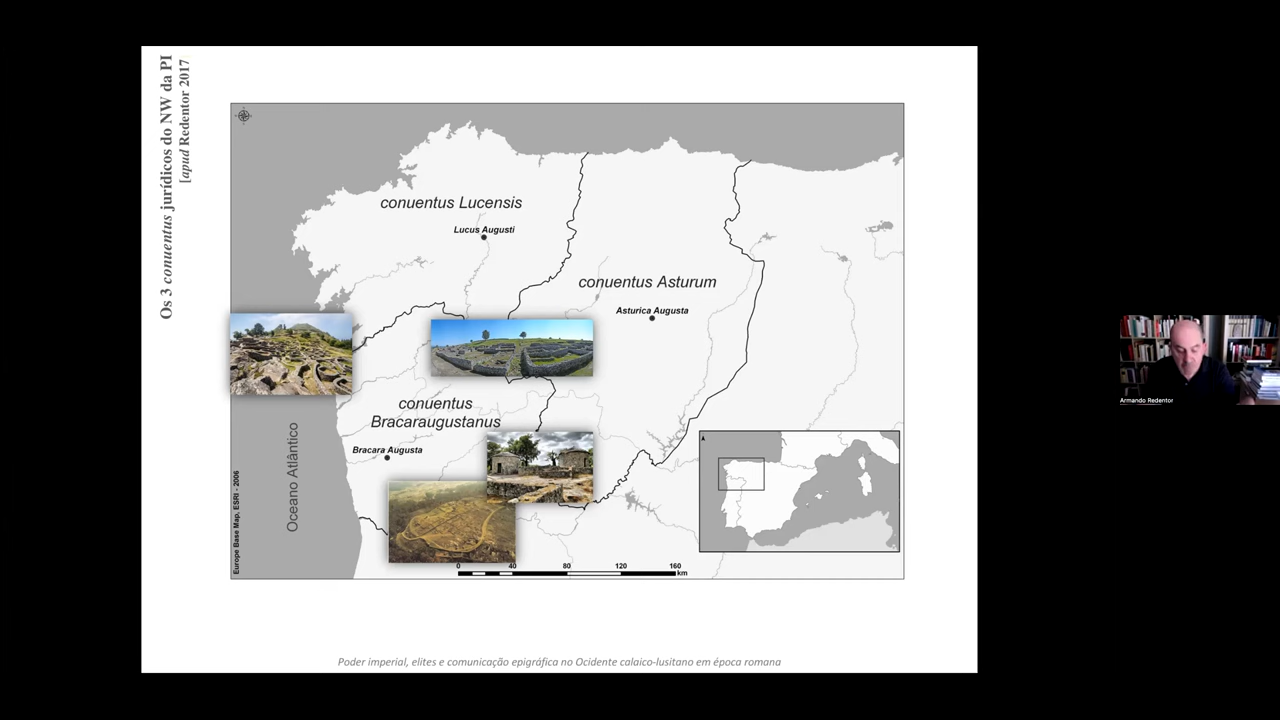 Os 3 conuentus jurídicos do NW da PI
[apud Redentor 2017
conuentus Lucensis
Lucus Augusti
conuentus Asturum
Asturica Augusta
conuentus
Bracaraugustanus
Bracara Augusta
Oceano Atlântico
Europe Base Map, ESRI - 2006
0 40 80 120 160
km
Armando Redentor
Poder imperial, elites e comunicação epigráfica no Ocidente calaico-lusitano em época romana